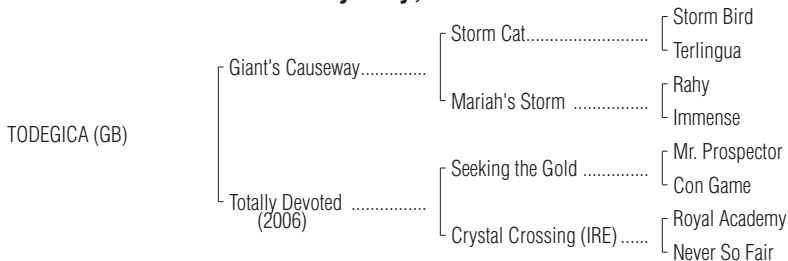 Storm Bird
Storm Cat..........................
Terlingua
Giant's Causeway..............
Rahy
Mariah's Storm ................
Immense
TODEGICA (GB)
Mr. Prospector
Seeking the Gold ..............
Con Game
Totally Devoted ................
(2006)
Royal Academy
Crystal Crossing (IRE) ......
Never So Fair